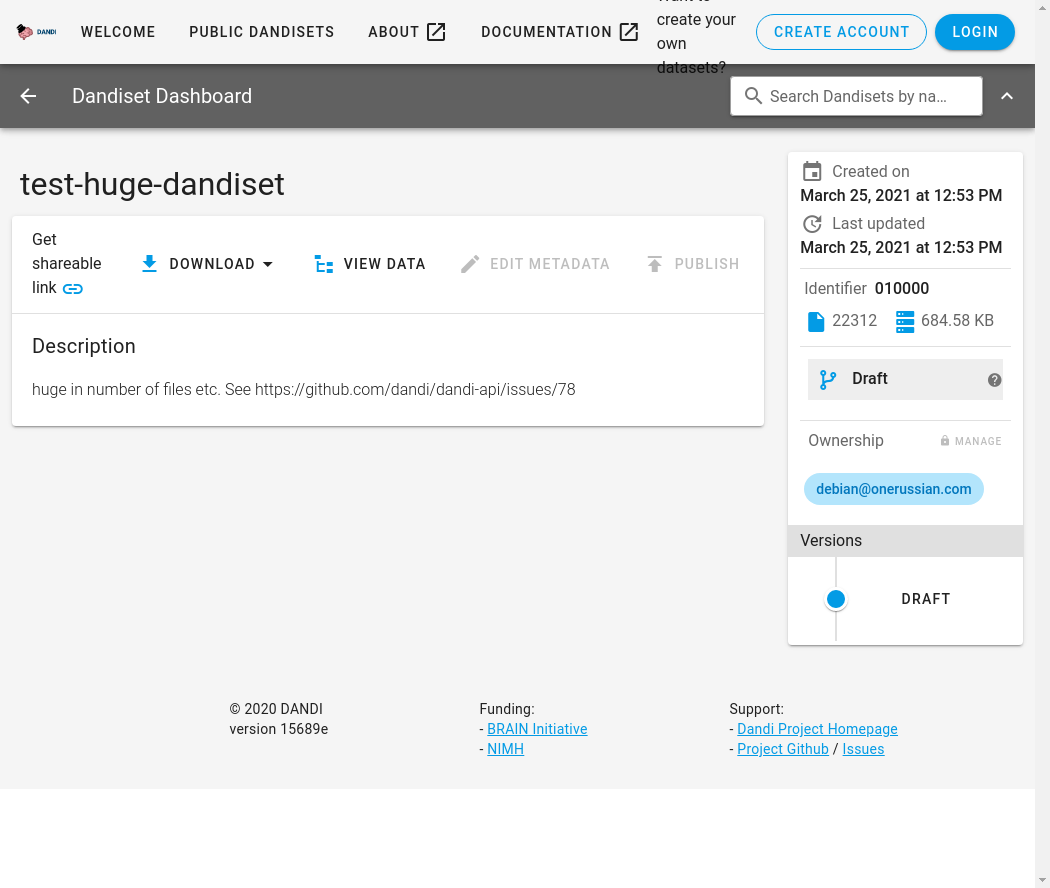 DANDI
WELCOME
PUBLIC DANDISETS
ABOUT
DOCUMENTATION
Want to
create your
own
datasets?
CREATE ACCOUNT
LOGIN
Dandiset Dashboard
Search Dandisets by na...
test-huge-dandiset
Get
shareable
link
DOWNLOAD
VIEW DATA
EDIT METADATA
PUBLISH
Description
huge in number of files etc. See https://github.com/dandi/dandi-api/issues/78
Created on
March 25, 2021 at 12:53 PM
Last updated
March 25, 2021 at 12:53 PM
Identifier 010000
22312 684.58 KB
Draft
Ownership MANAGE
debian@onerussian.com
Versions
DRAFT
© 2020 DANDI
version 15689e
Funding:
- BRAIN Initiative
- NIMH
Support:
- Dandi Project Homepage
- Project Github / Issues